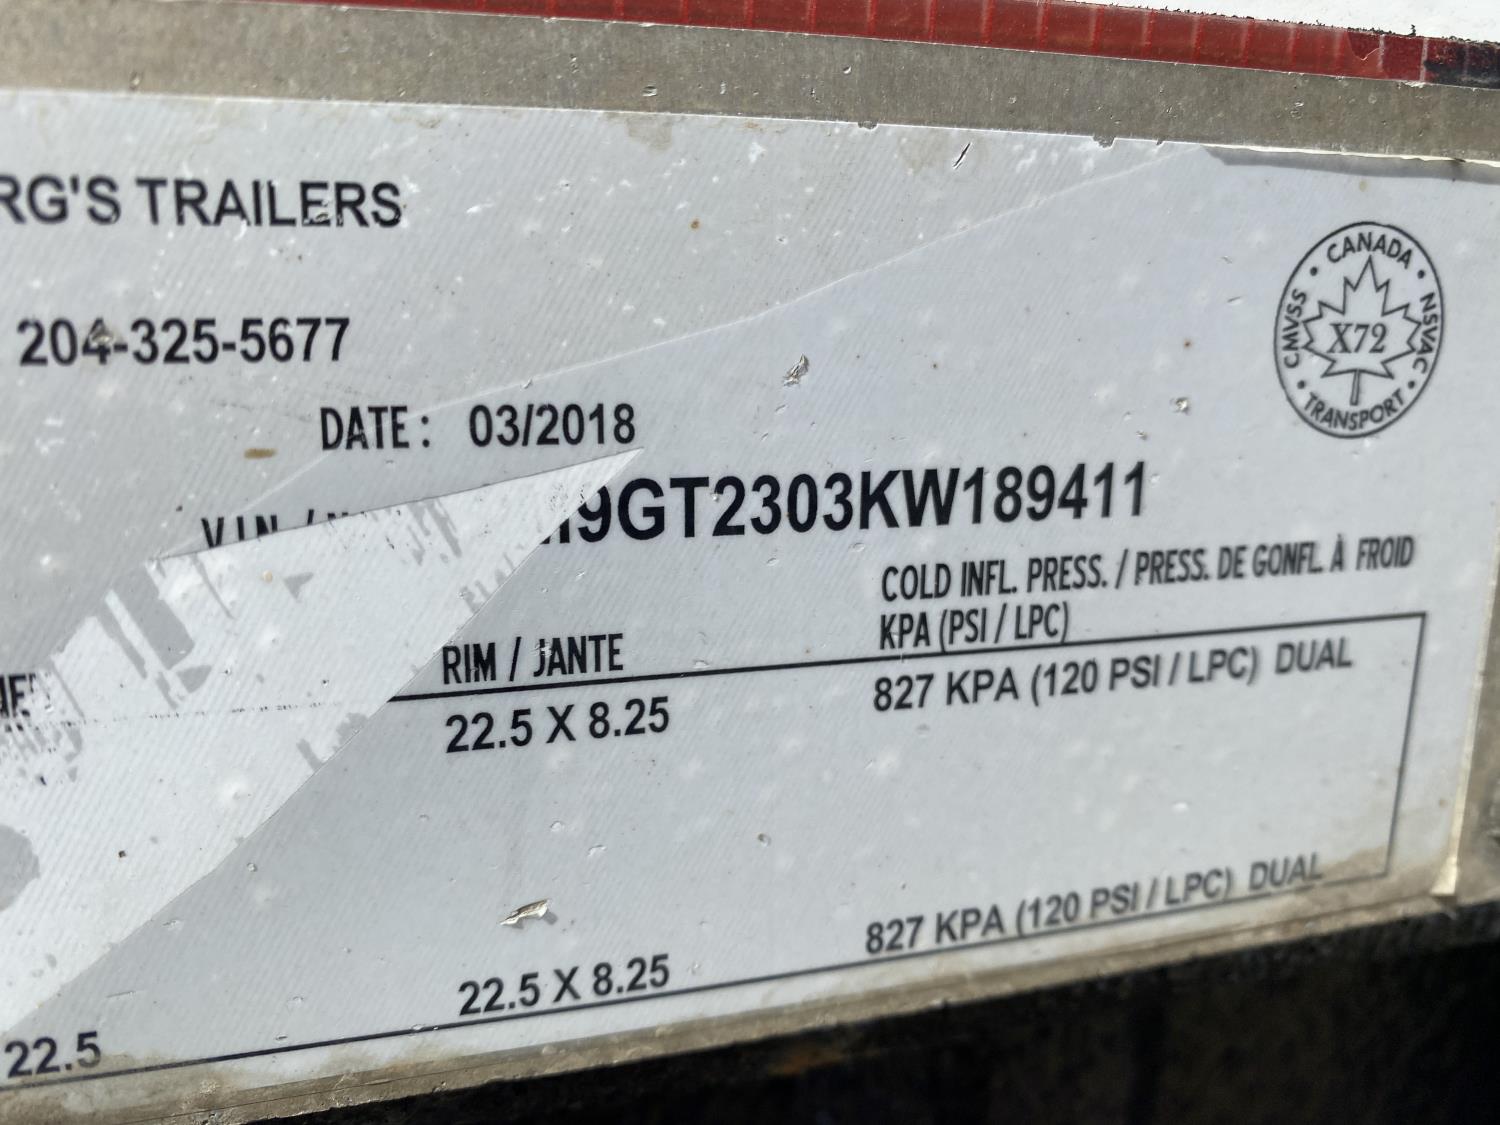 RG'S TRAILERS
204-325-5677
CANADA
CMVSS
NSVAC
X72
TRANSPORT
DATE: 03/2018
V.I.N. /
9GT2303KW189411
COLD INFL. PRESS. / PRESS. DE GONFL. À FROID
KPA (PSI / LPC)
RIM / JANTE
22.5 X 8.25
827 KPA (120 PSI / LPC) DUAL
22.5
22.5 X 8.25
827 KPA (120 PSI / LPC) DUAL